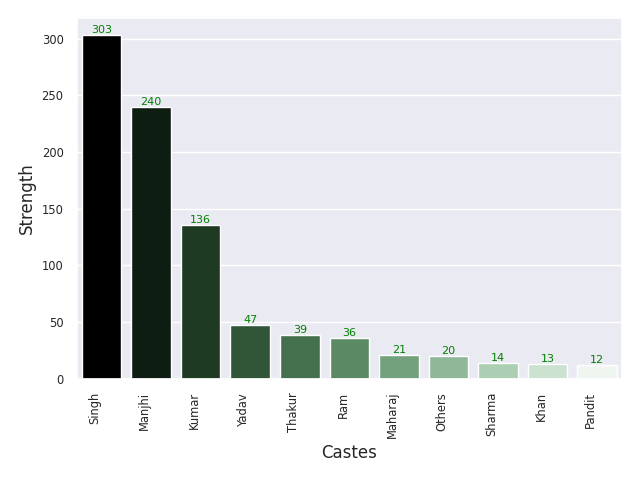 303
300
240
250
200
136
150
100
47
39
36
50
21
20
14
13
12
0
Strength
Singh
Manjhi
Kumar
Yadav
Thakur
Ram
Maharaj
Others
Sharma
Khan
Pandit
Castes